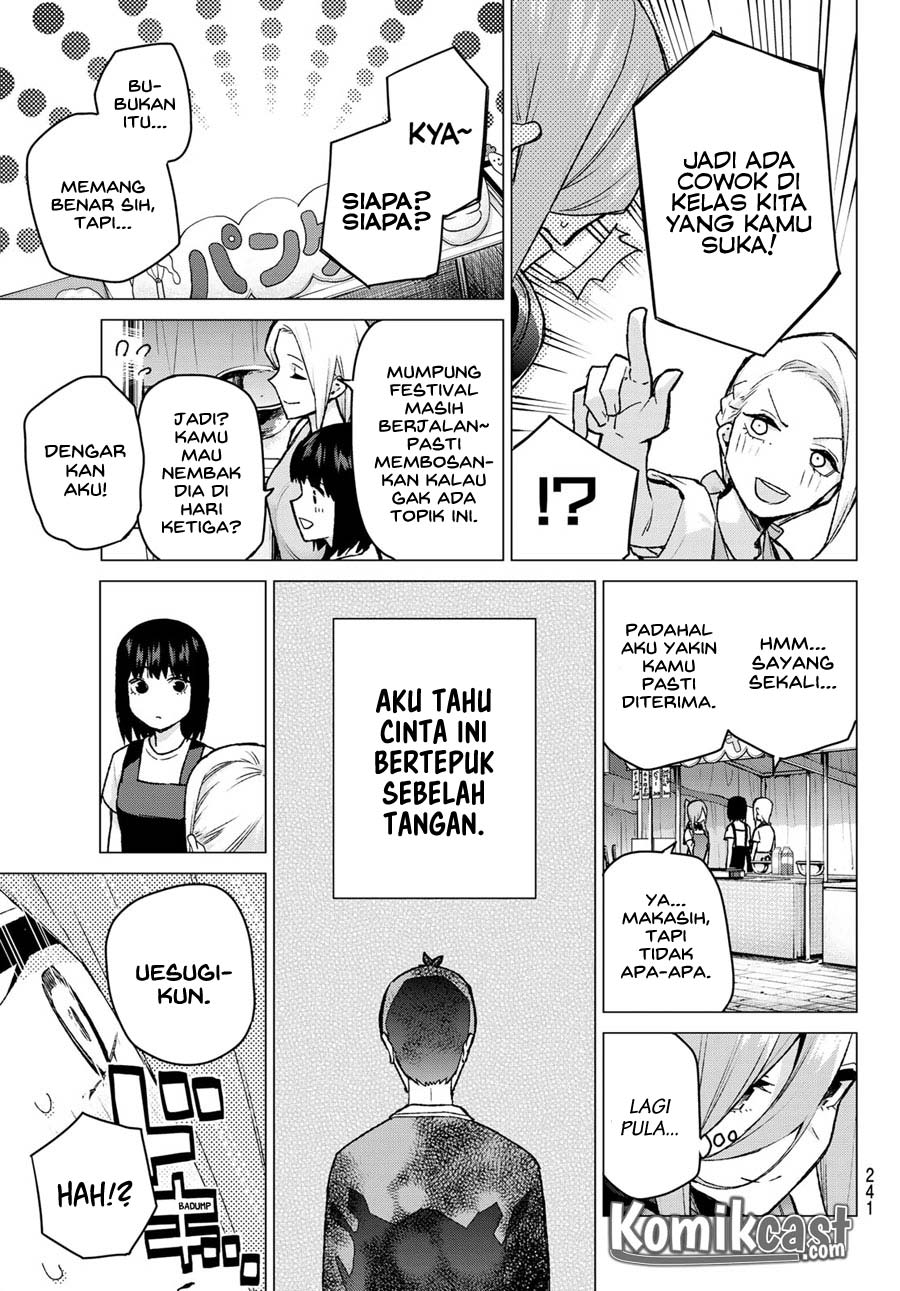 JADI ADA
COWOK DI
KELAS KITA
YANG KAMU
SUKA!
!?
KYA~
SIAPA?
SIAPA?
BU-
BUKAN
ITU...
MEMANG
BENAR SIH,
TAPI...
MUMPUNG
FESTIVAL
MASIH
BERJALAN~
PASTI
MEMBOSAN-
KAN KALAU
GAK ADA
TOPIK INI.
JADI?
KAMU
MAU
NEMBAK
DIA DI
HARI
KETIGA?
DENGAR
KAN
AKU!
HMM...
SAYANG
SEKALI...
PADAHAL
AKU YAKIN
KAMU
PASTI
DITERIMA.
YA...
MAKASIH,
TAPI
TIDAK
APA-APA.
LAGI
PULA...
AKU TAHU
CINTA INI
BERTEPUK
SEBELAH
TANGAN.
UESUGI-
KUN.
BADUMP
HAH!?
241
Komikcast.com